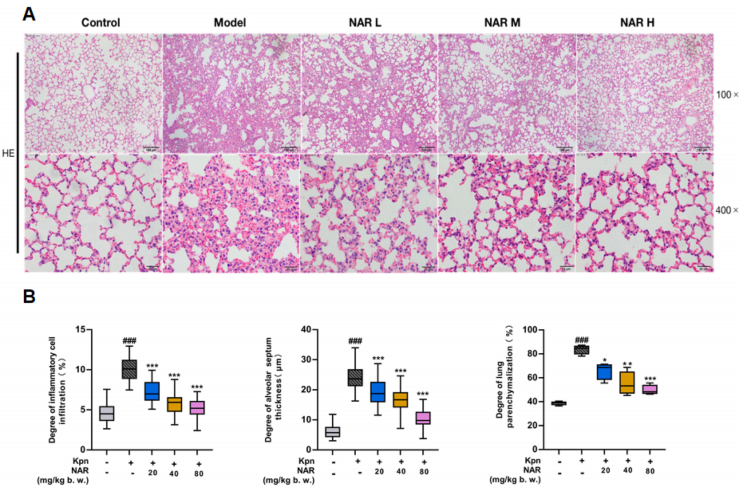 A
Control Model NAR L NAR M NAR H
HE
100 ×
400 ×
B
Degree of inflammatory cell
infiltration (%)
15
10
5
0
###
***
***
***
Kpn - + + + +
NAR - - 20 40 80
(mg/kg b. w.)
Degree of alveolar septum
thickness (μm)
40
30
20
10
0
###
***
***
***
Kpn - + + + +
NAR - - 20 40 80
(mg/kg b. w.)
Degree of lung
parenchymalization (%)
100
80
60
40
20
0
###
*
**
***
Kpn - + + + +
NAR - - 20 40 80
(mg/kg b. w.)